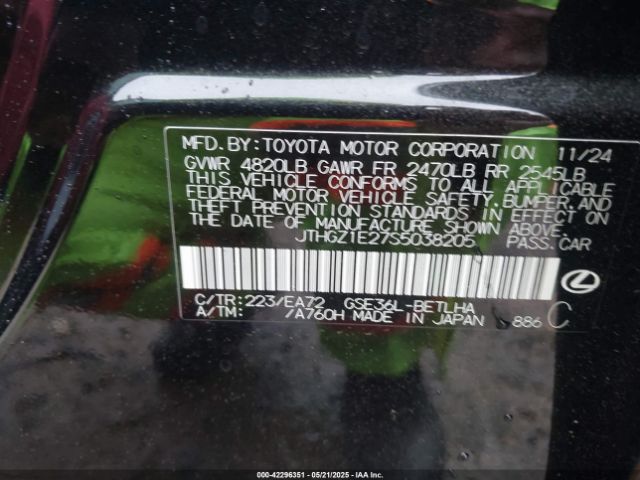 MFD. BY: TOYOTA MOTOR CORPORATION 11/24
GVWR 4820LB GAWR FR 2470LB RR 2545LB
THIS VEHICLE CONFORMS TO ALL APPLICABLE
FEDERAL MOTOR VEHICLE SAFETY, BUMPER, AND
THEFT PREVENTION STANDARDS IN EFFECT ON
THE DATE OF MANUFACTURE SHOWN ABOVE.
JTHGZ1E27S5038205 PASS. CAR
C/TR: 223/EA72 GSE36L-BETLHA
A/TM: /A760H MADE IN JAPAN 886 C
000-42296351 | 05/21/2025 | IAA Inc.